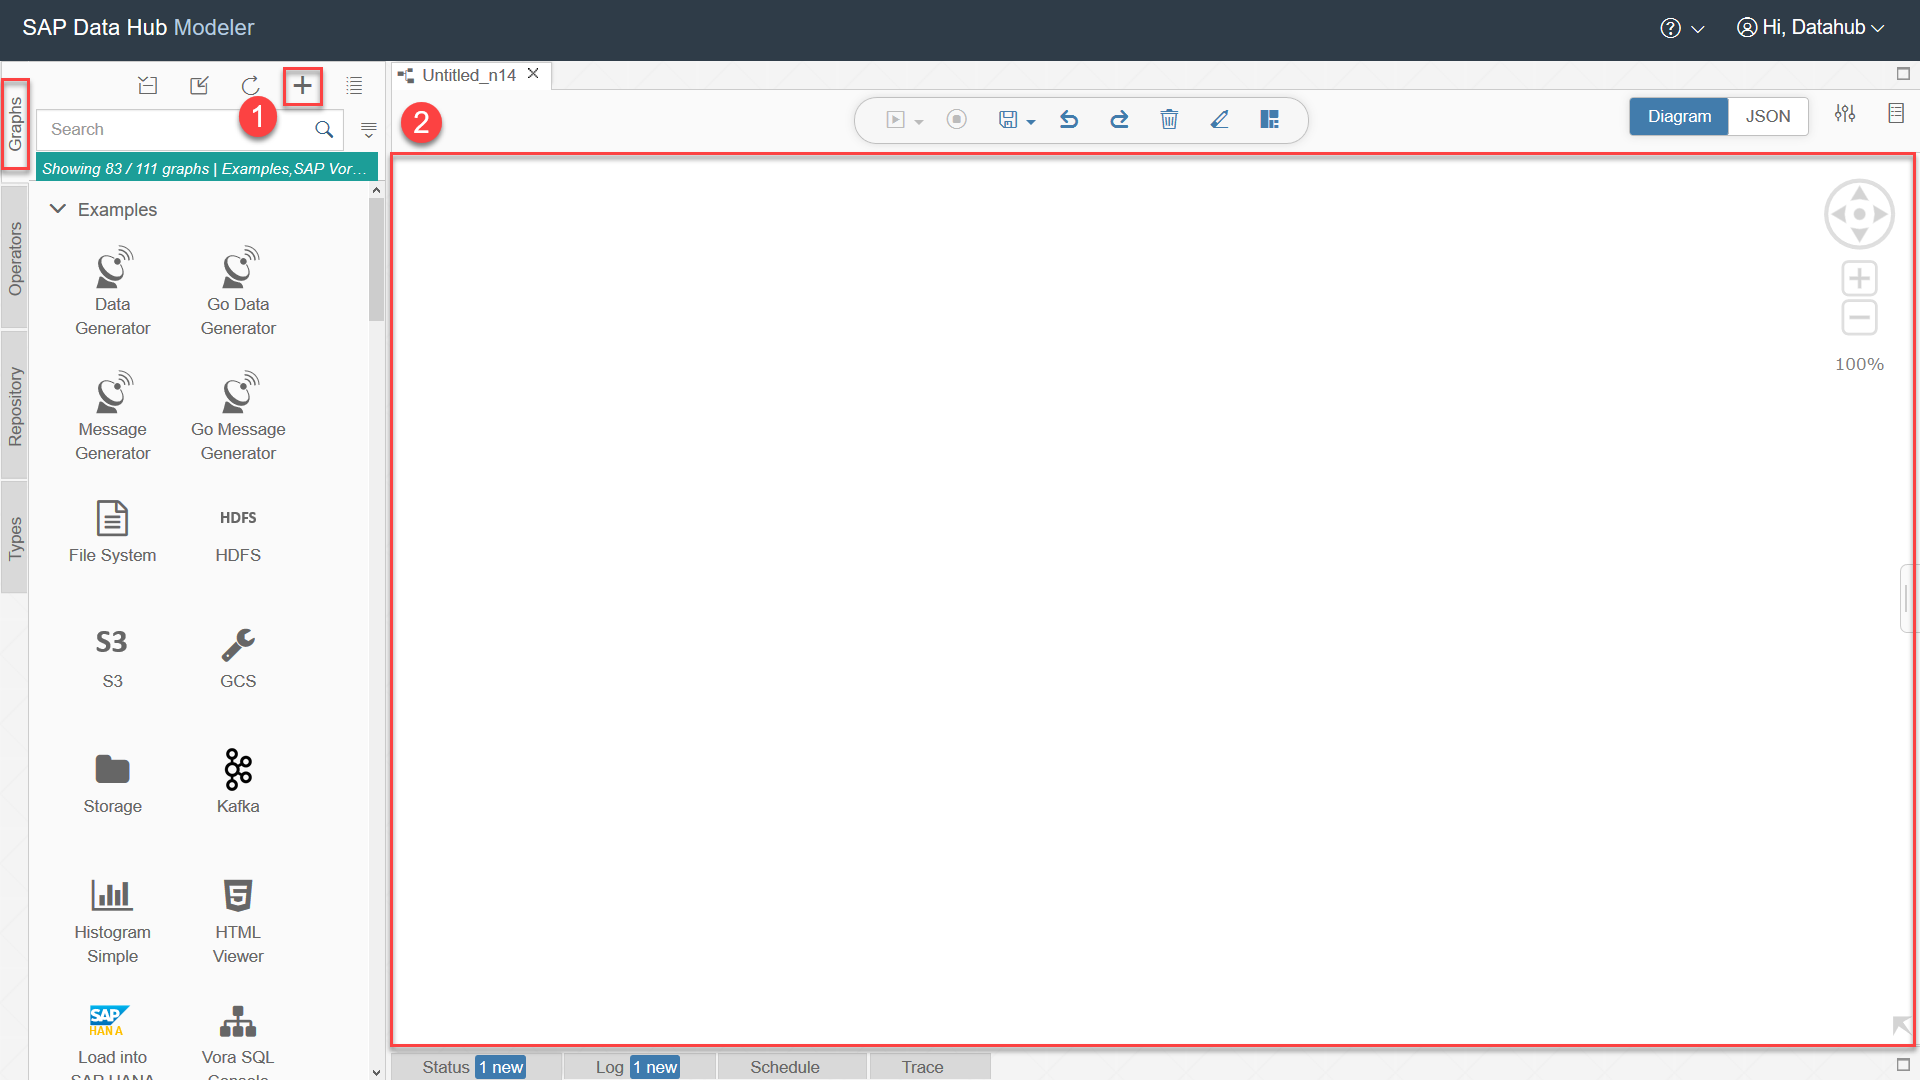 SAP Data Hub Modeler
Hi, Datahub
Graphs
Operators
Repository
Types
1
Search
Showing 83 / 111 graphs | Examples,SAP Vor...
Examples
Data
Generator
Go Data
Generator
Message
Generator
Go Message
Generator
File System
HDFS
HDFS
S3
S3
GCS
Storage
Kafka
Histogram
Simple
HTML
Viewer
SAP
HANA
Load into
SAP HANA
Vora SQL
Console
Untitled_n14
2
Diagram
JSON
100%
Status 1 new
Log 1 new
Schedule
Trace